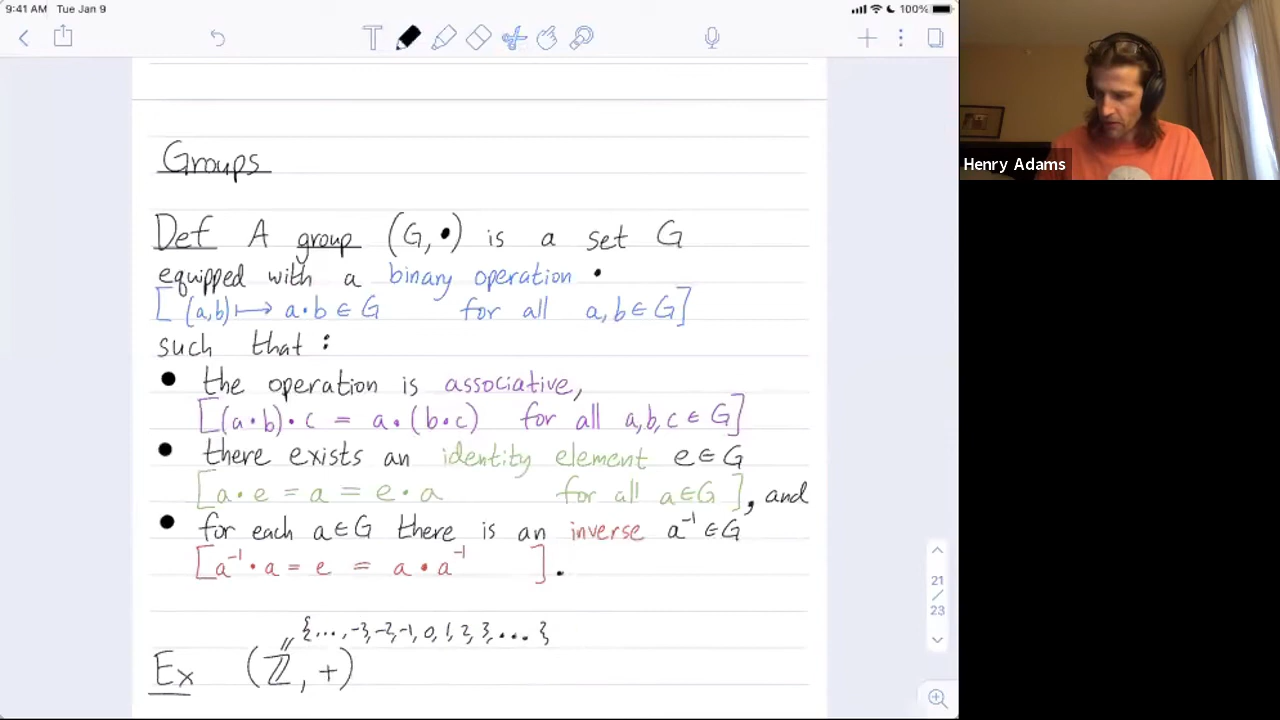 9:41 AM Tue Jan 9
100%
Groups
Def A group (G, •) is a set G
equipped with a binary operation •
[ (a,b) ⟼ a • b ∈ G for all a, b ∈ G]
such that :
• the operation is associative,
[(a • b) • c = a • (b • c) for all a, b, c ∈ G]
• there exists an identity element e ∈ G
[a • e = a = e • a for all a ∈ G ], and
• for each a ∈ G there is an inverse a⁻¹ ∈ G
[a⁻¹ • a = e = a • a⁻¹ ].
{..., -3, -2, -1, 0, 1, 2, 3, ... }
Ex (ℤ, +)
21
/
23
Henry Adams